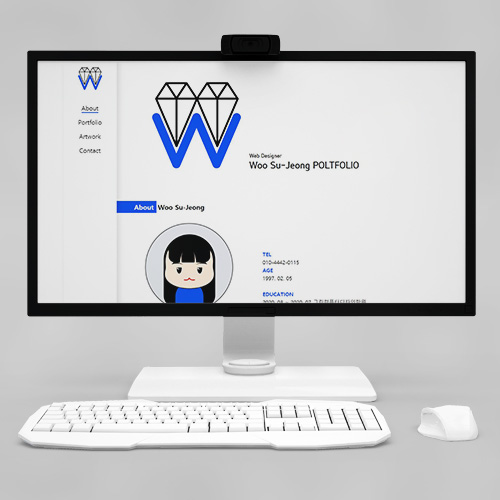 About
Portfolio
Artwork
Contact
Web Designer
Woo Su-Jeong POLTFOLIO
About Woo Su-Jeong
TEL
010-4442-0115
AGE
1997. 02. 05
EDUCATION